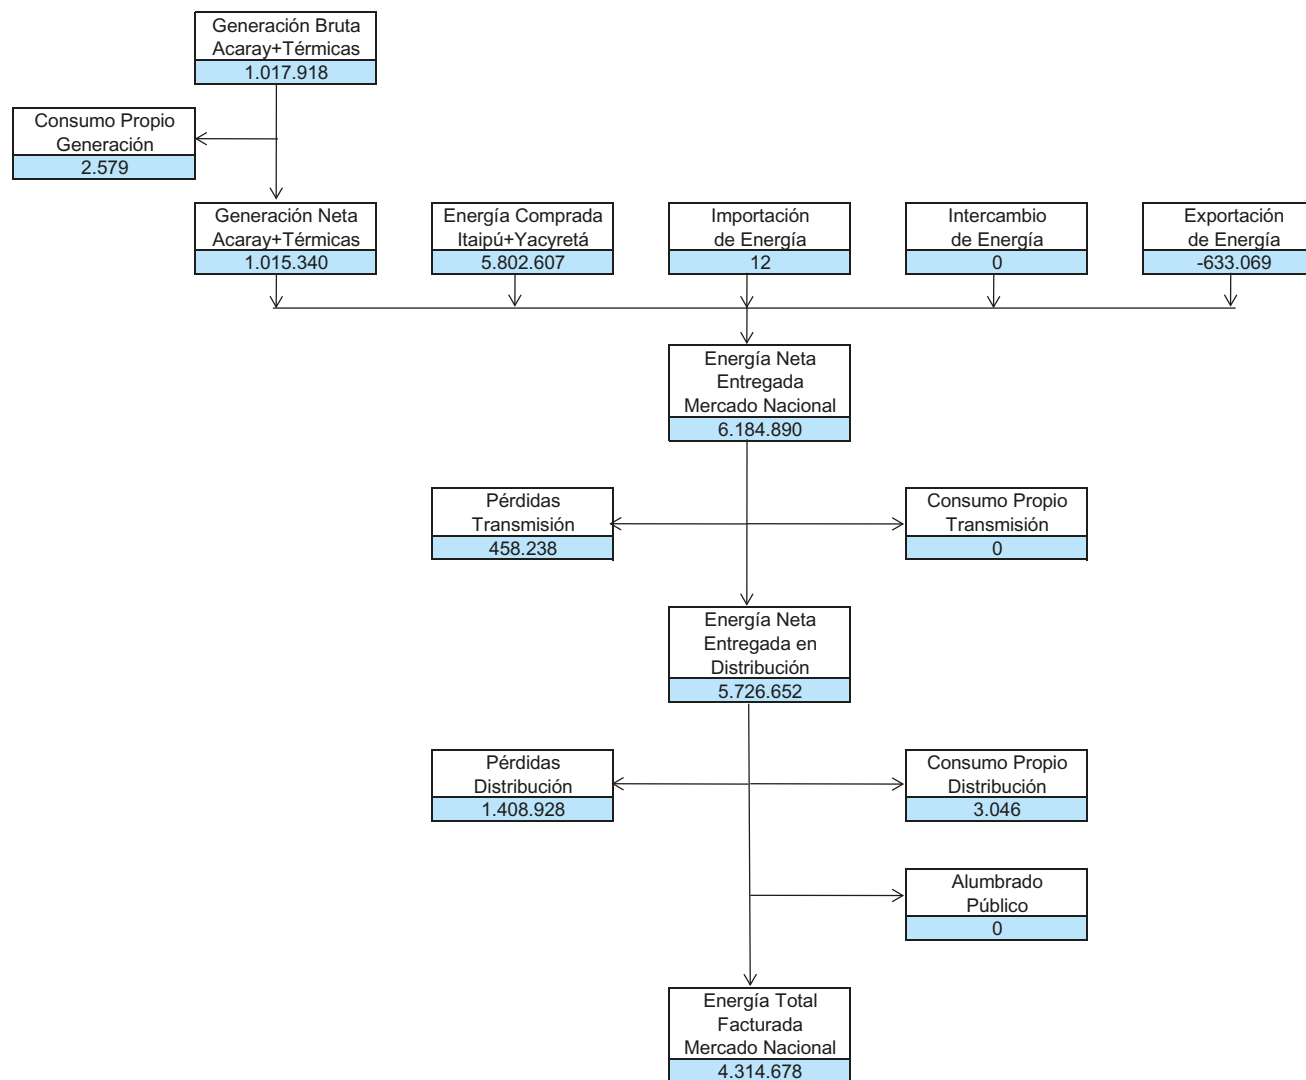 Generación Bruta
Acaray+Térmicas
1.017.918
Consumo Propio
Generación
2.579
Generación Neta
Acaray+Térmicas
1.015.340
Energía Comprada
Itaipú+Yacyretá
5.802.607
Importación
de Energía
12
Intercambio
de Energía
0
Exportación
de Energía
-633.069
Energía Neta
Entregada
Mercado Nacional
6.184.890
Pérdidas
Transmisión
458.238
Consumo Propio
Transmisión
0
Energía Neta
Entregada en
Distribución
5.726.652
Pérdidas
Distribución
1.408.928
Consumo Propio
Distribución
3.046
Alumbrado
Público
0
Energía Total
Facturada
Mercado Nacional
4.314.678